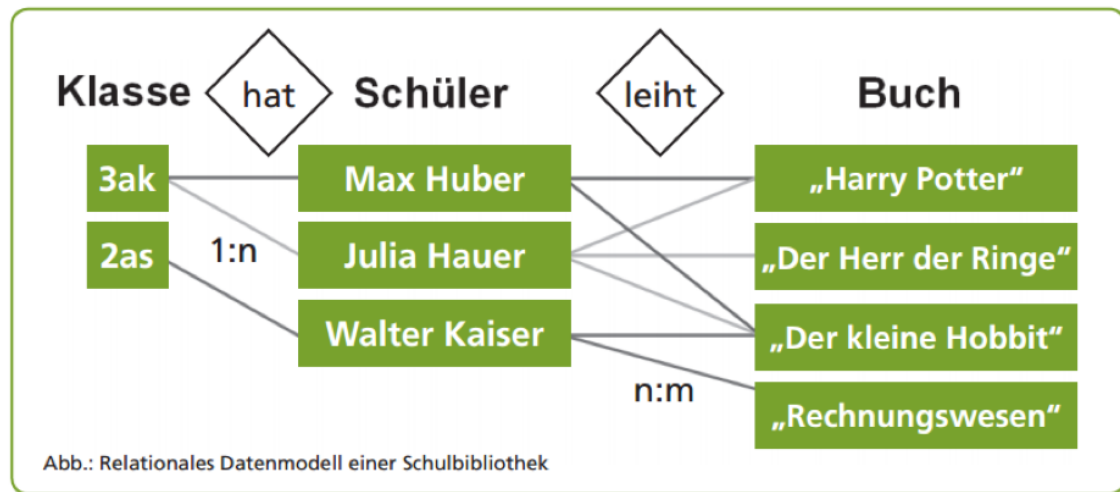 Klasse
hat
Schüler
leiht
Buch
3ak
Max Huber
„Harry Potter“
2as
1:n
Julia Hauer
„Der Herr der Ringe“
Walter Kaiser
„Der kleine Hobbit“
n:m
„Rechnungswesen“
Abb.: Relationales Datenmodell einer Schulbibliothek